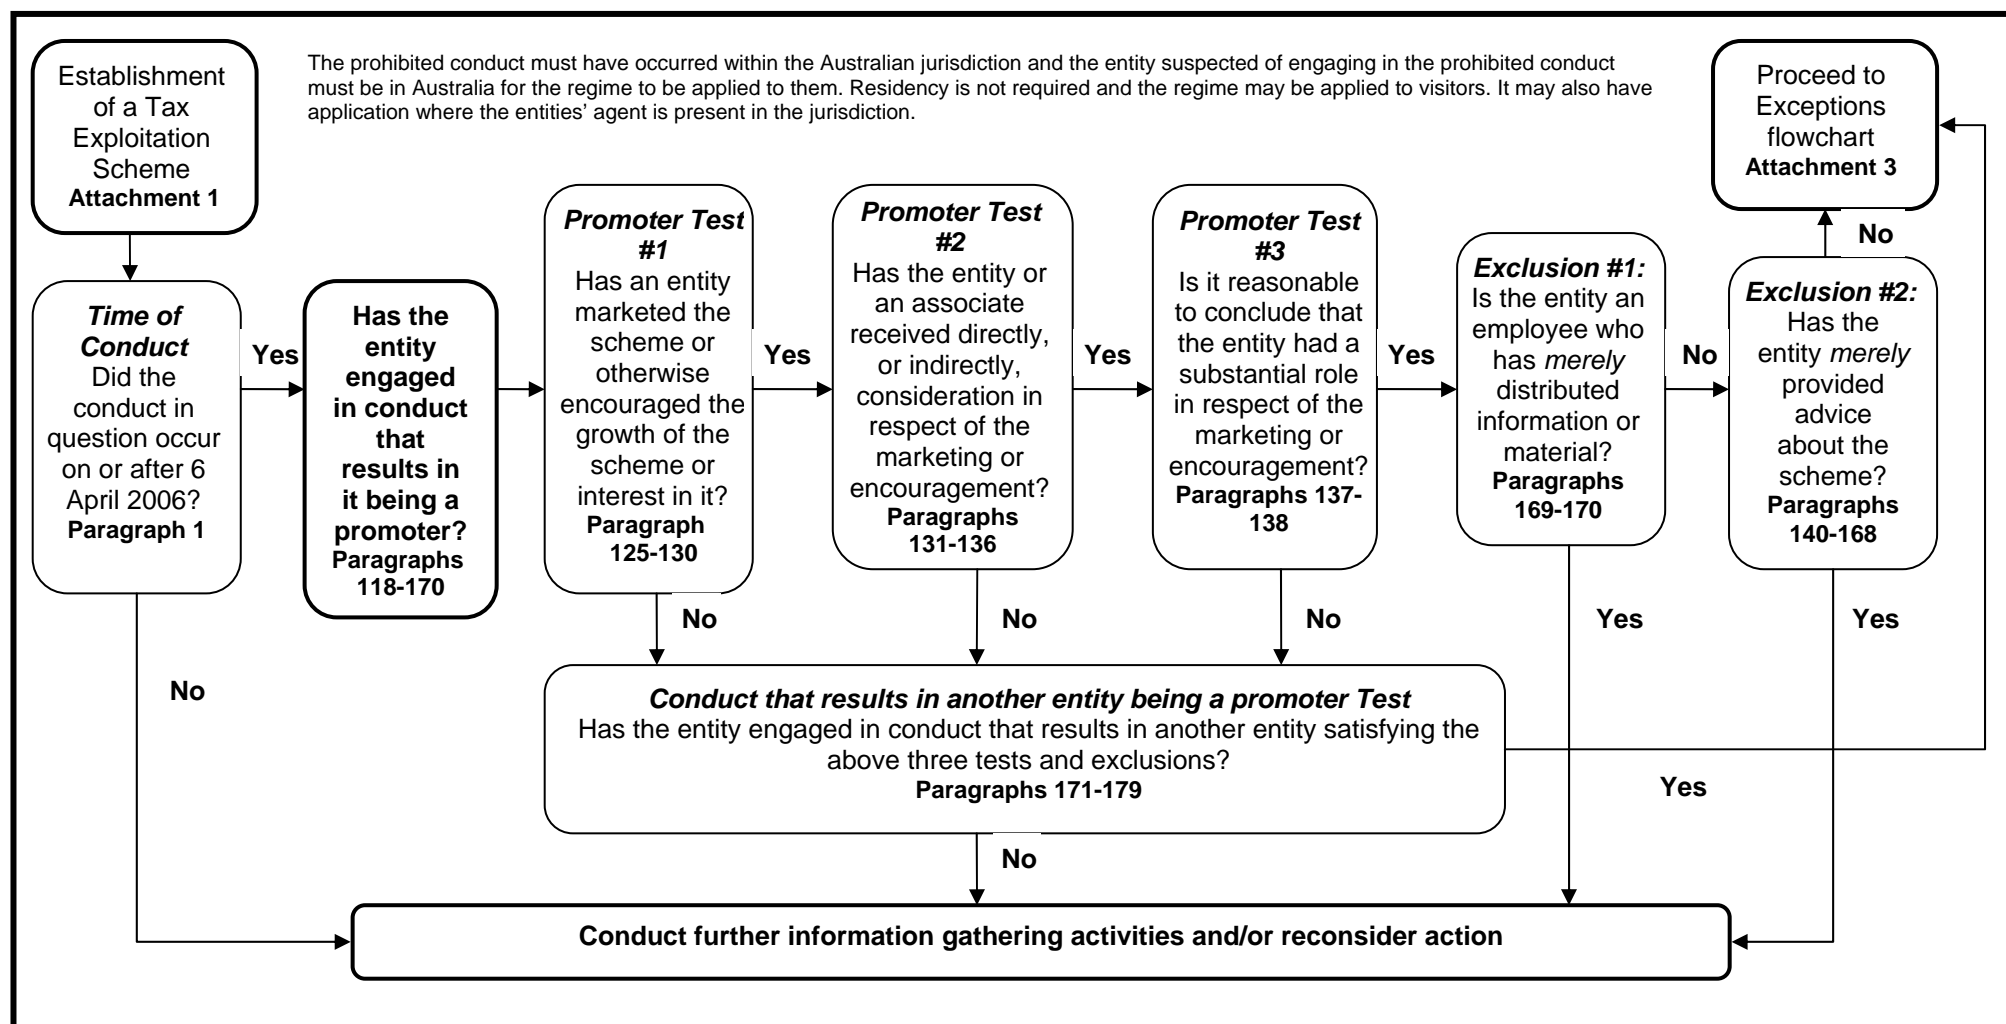 Establishment
of a Tax
Exploitation
Scheme
Attachment 1
The prohibited conduct must have occurred within the Australian jurisdiction and the entity suspected of engaging in the prohibited conduct
must be in Australia for the regime to be applied to them. Residency is not required and the regime may be applied to visitors. It may also have
application where the entities' agent is present in the jurisdiction.
Proceed to
Exceptions
flowchart
Attachment 3
No
Time of
Conduct
Did the
conduct in
question occur
on or after 6
April 2006?
Paragraph 1
Yes
Has the
entity
engaged
in conduct
that
results in
it being a
promoter?
Paragraphs
118-170
Promoter Test
#1
Has an entity
marketed the
scheme or
otherwise
encouraged the
growth of the
scheme or
interest in it?
Paragraph
125-130
Yes
Promoter Test
#2
Has the entity or
an associate
received directly,
or indirectly,
consideration in
respect of the
marketing or
encouragement?
Paragraphs
131-136
Yes
Promoter Test
#3
Is it reasonable
to conclude that
the entity had a
substantial role
in respect of the
marketing or
encouragement?
Paragraphs 137-
138
Yes
Exclusion #1:
Is the entity an
employee who
has merely
distributed
information or
material?
Paragraphs
169-170
No
Exclusion #2:
Has the
entity merely
provided
advice
about the
scheme?
Paragraphs
140-168
No
No
No
No
Yes
Yes
Conduct that results in another entity being a promoter Test
Has the entity engaged in conduct that results in another entity satisfying the
above three tests and exclusions?
Paragraphs 171-179
Yes
No
Conduct further information gathering activities and/or reconsider action